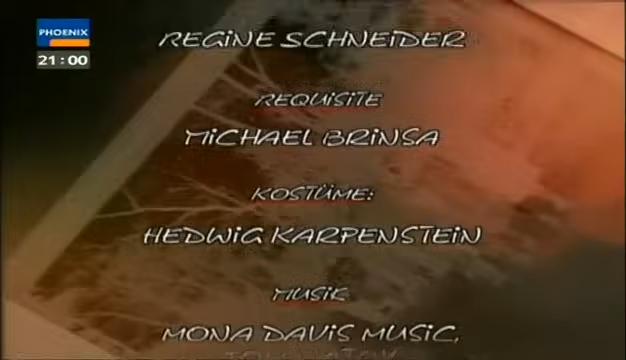 PHOENIX
21:00
REGINE SCHNEIDER
REQUISITE
MICHAEL BRINSA
KOSTÜME:
HEDWIG KARPENSTEIN
MUSIK
MONA DAVIS MUSIC,